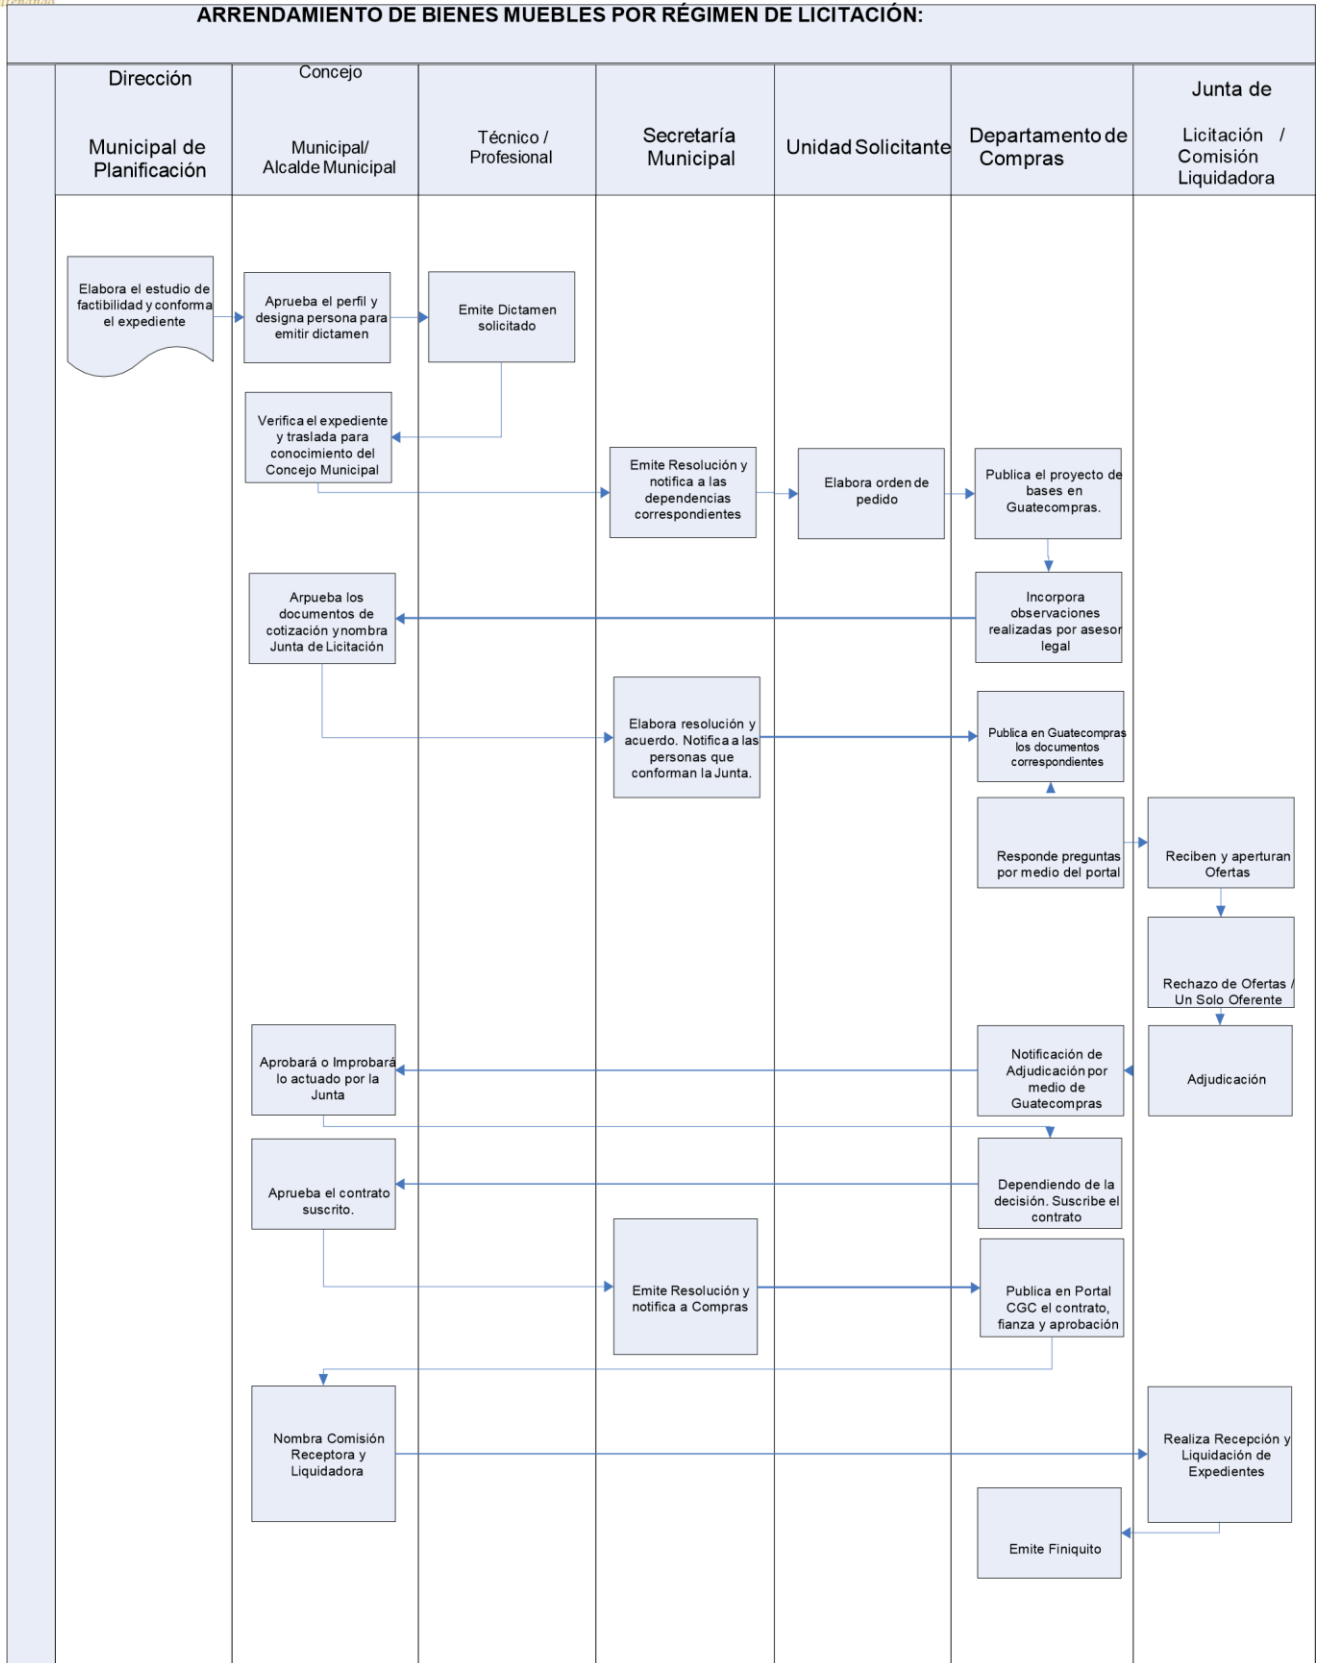 ARRENDAMIENTO DE BIENES MUEBLES POR RÉGIMEN DE LICITACIÓN:
Dirección
Municipal de
Planificación
Concejo
Municipal/
Alcalde Municipal
Técnico /
Profesional
Secretaría
Municipal
Unidad Solicitante
Departamento de
Compras
Junta de
Licitación /
Comisión
Liquidadora
Elabora el estudio de
factibilidad y conforma
el expediente
Aprueba el perfil y
designa persona para
emitir dictamen
Emite Dictamen
solicitado
Verifica el expediente
y traslada para
conocimiento del
Concejo Municipal
Emite Resolución y
notifica a las
dependencias
correspondientes
Elabora orden de
pedido
Publica el proyecto de
bases en
Guatecompras.
Incorpora
observaciones
realizadas por asesor
legal
Arpueba los
documentos de
cotización y nombra
Junta de Licitación
Elabora resolución y
acuerdo. Notifica a las
personas que
conforman la Junta.
Publica en Guatecompras
los documentos
correspondientes
Responde preguntas
por medio del portal
Reciben y aperturan
Ofertas
Rechazo de Ofertas /
Un Solo Oferente
Adjudicación
Notificación de
Adjudicación por
medio de
Guatecompras
Aprobará o Improbará
lo actuado por la
Junta
Dependiendo de la
decisión. Suscribe el
contrato
Aprueba el contrato
suscrito.
Emite Resolución y
notifica a Compras
Publica en Portal
CGC el contrato,
fianza y aprobación
Nombra Comisión
Receptora y
Liquidadora
Realiza Recepción y
Liquidación de
Expedientes
Emite Finiquito